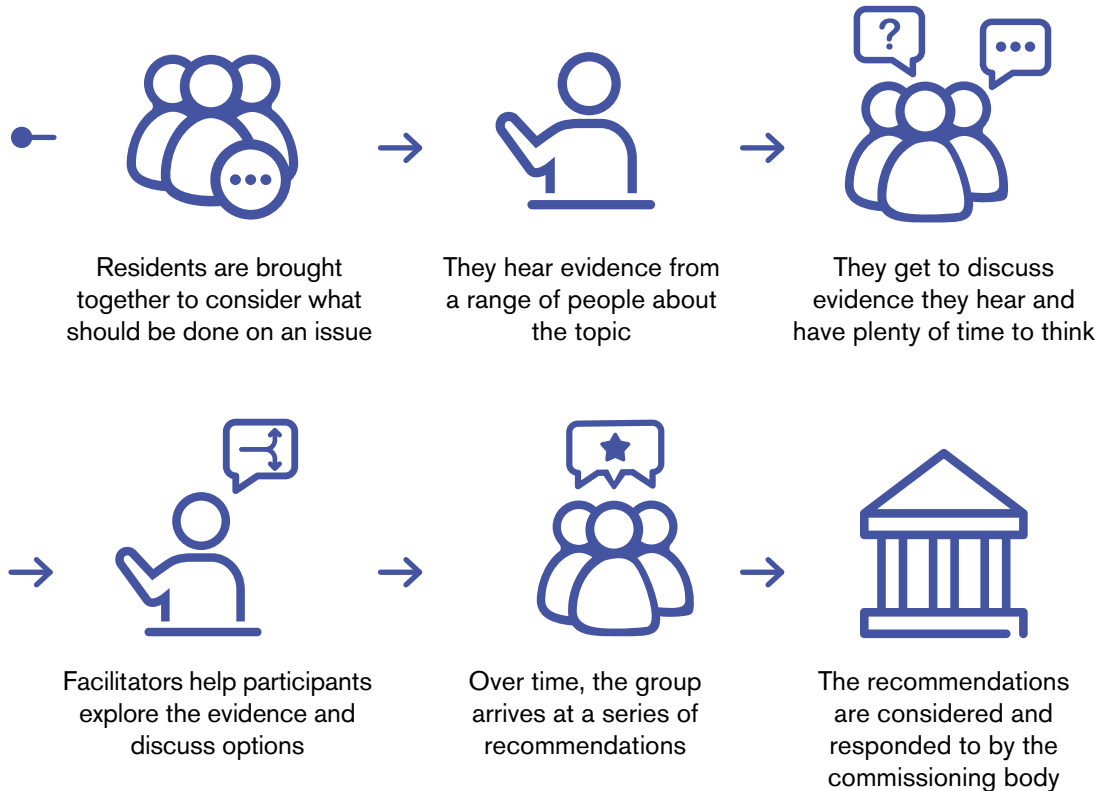 ?
Residents are brought
together to consider what
should be done on an issue
They hear evidence from
a range of people about
the topic
They get to discuss
evidence they hear and
have plenty of time to think
Facilitators help participants
explore the evidence and
discuss options
Over time, the group
arrives at a series of
recommendations
The recommendations
are considered and
responded to by the
commissioning body